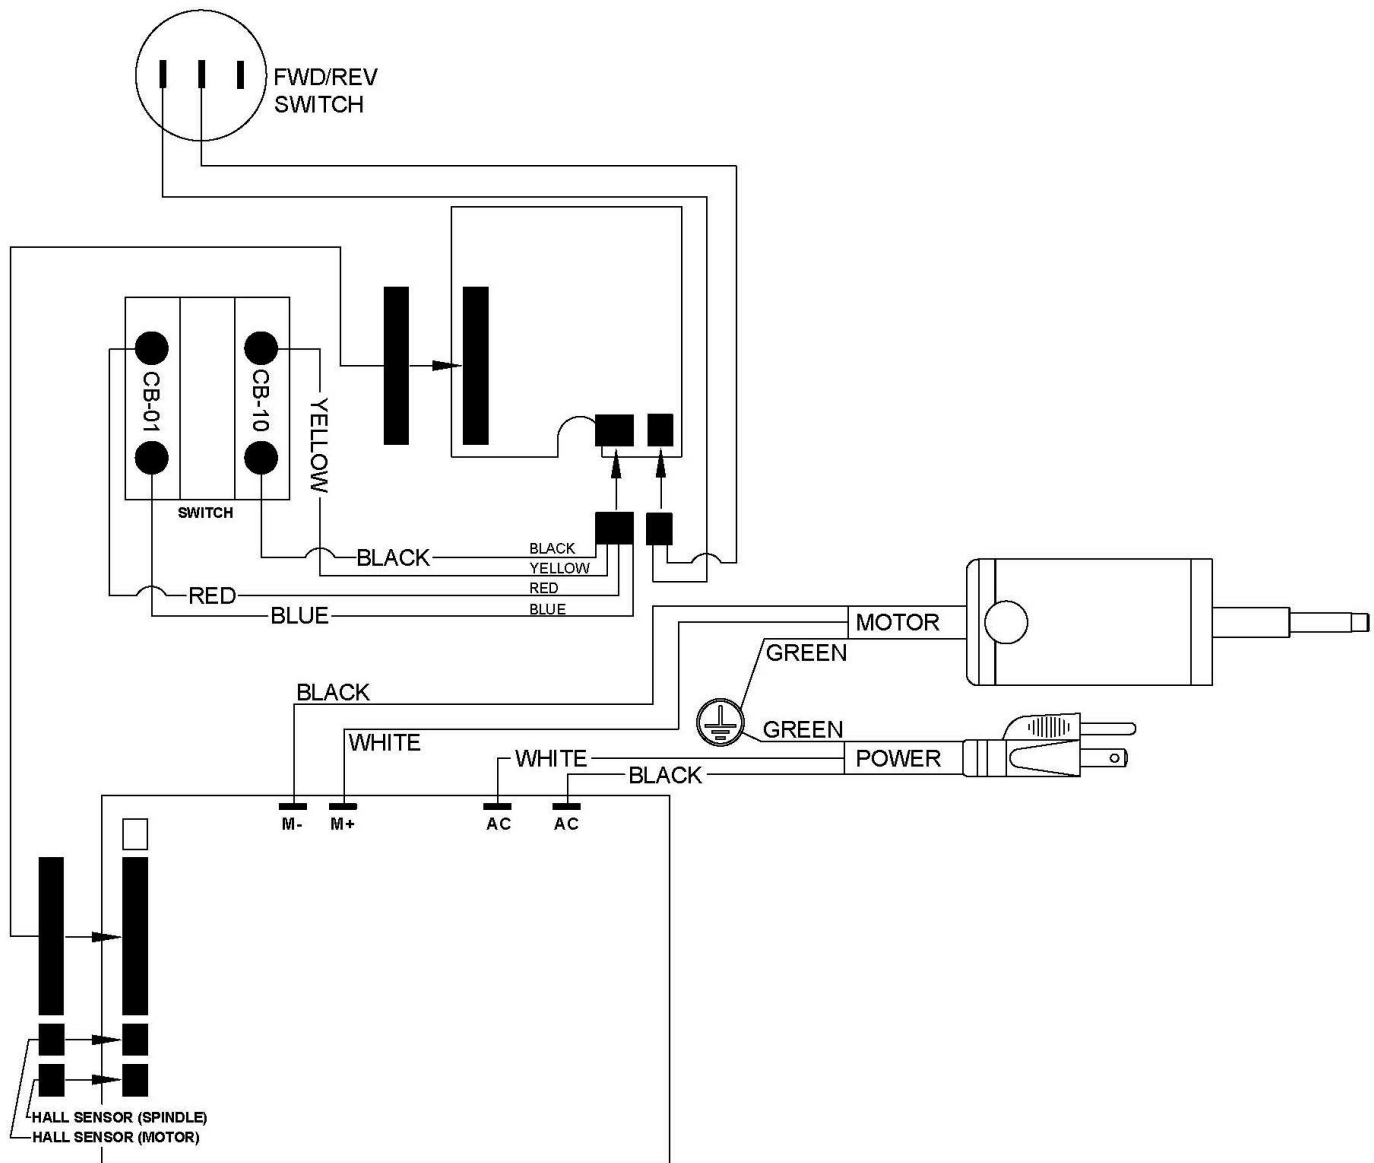 FWD/REV
SWITCH
CB-01
CB-10
YELLOW
SWITCH
BLACK
BLACK
YELLOW
RED
RED
BLUE
BLUE
MOTOR
GREEN
BLACK
GREEN
WHITE
WHITE
POWER
BLACK
M-
M+
AC
AC
HALL SENSOR (SPINDLE)
HALL SENSOR (MOTOR)